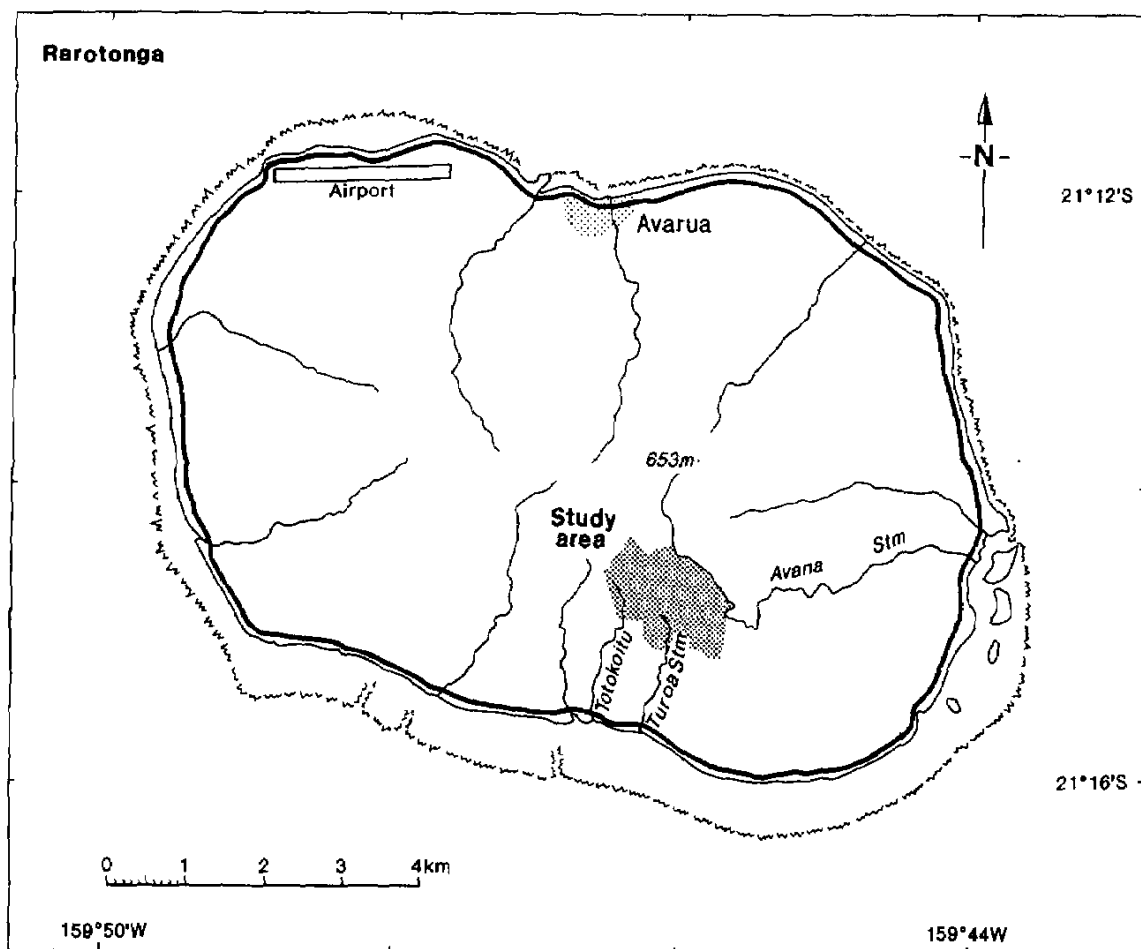 Rarotonga
-N-
Airport
21°12'S
Avarua
653m
Study
area
Avana Stm
Totokoitu
Turoa Stm
21°16'S
0 1 2 3 4km
159°50'W
159°44W